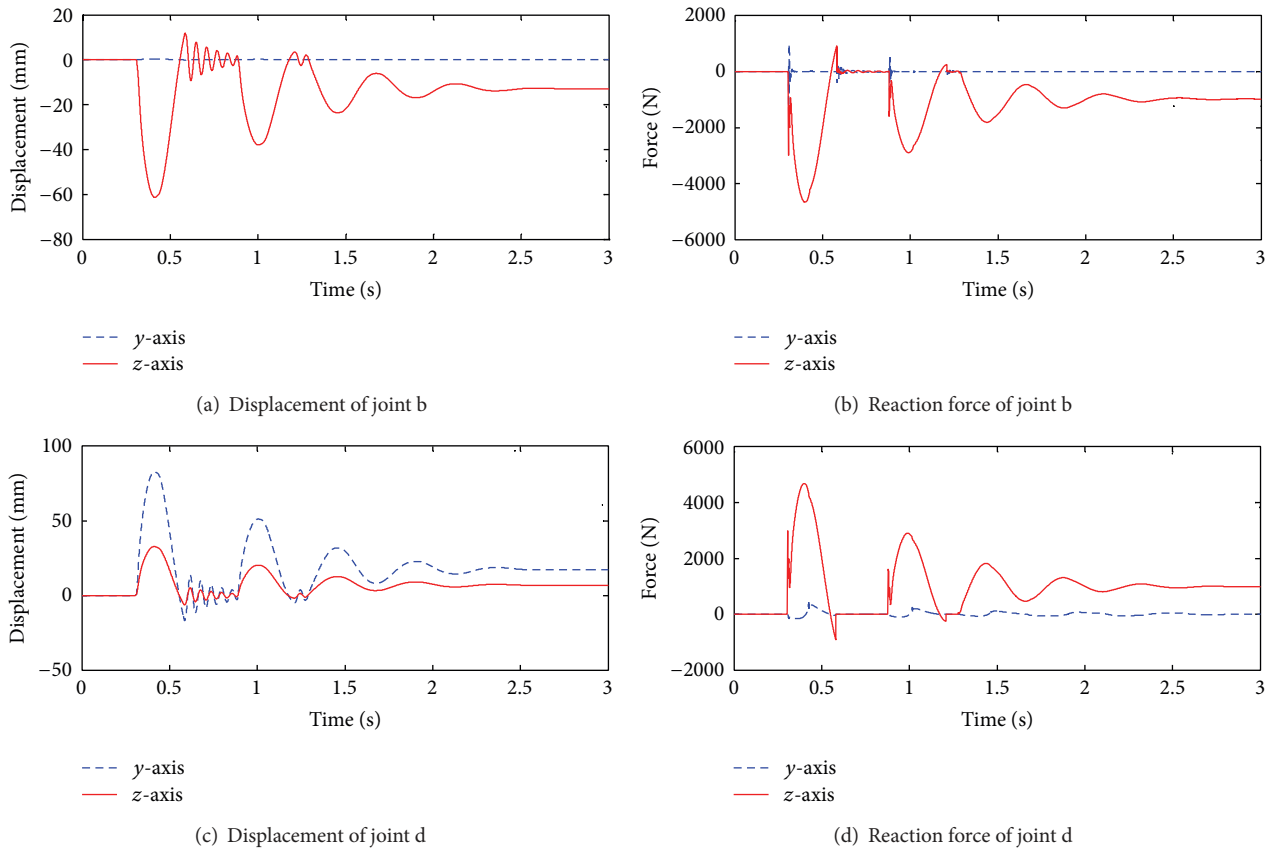 20
0
−20
−40
−60
−80
Displacement (mm)
0 0.5 1 1.5 2 2.5 3
Time (s)
y-axis
z-axis
(a) Displacement of joint b
2000
0
−2000
−4000
−6000
Force (N)
0 0.5 1 1.5 2 2.5 3
Time (s)
y-axis
z-axis
(b) Reaction force of joint b
100
50
0
−50
Displacement (mm)
0 0.5 1 1.5 2 2.5 3
Time (s)
y-axis
z-axis
(c) Displacement of joint d
6000
4000
2000
0
−2000
Force (N)
0 0.5 1 1.5 2 2.5 3
Time (s)
y-axis
z-axis
(d) Reaction force of joint d